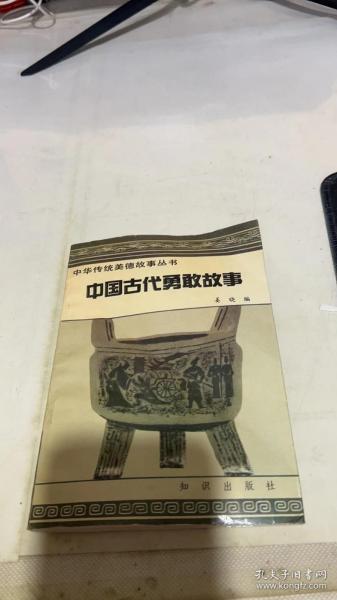 中华传统美德故事丛书
中国古代勇敢故事
姜晓编
知识出版社
孔夫子旧书网
www.kongfz.com